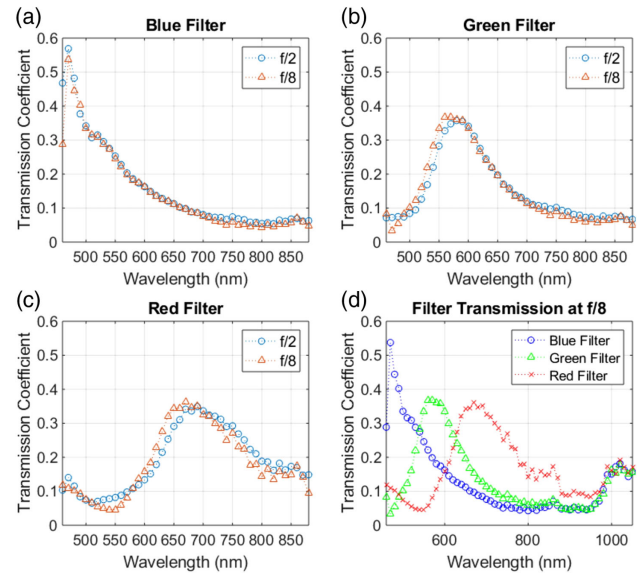 (a)
Blue Filter
Transmission Coefficient
0.6
0.5
0.4
0.3
0.2
0.1
0
f/2
f/8
500 550 600 650 700 750 800 850
Wavelength (nm)
(b)
Green Filter
Transmission Coefficient
0.6
0.5
0.4
0.3
0.2
0.1
0
f/2
f/8
500 550 600 650 700 750 800 850
Wavelength (nm)
(c)
Red Filter
Transmission Coefficient
0.6
0.5
0.4
0.3
0.2
0.1
0
f/2
f/8
500 550 600 650 700 750 800 850
Wavelength (nm)
(d)
Filter Transmission at f/8
Transmission Coefficient
0.6
0.5
0.4
0.3
0.2
0.1
0
Blue Filter
Green Filter
Red Filter
600 800 1000
Wavelength (nm)